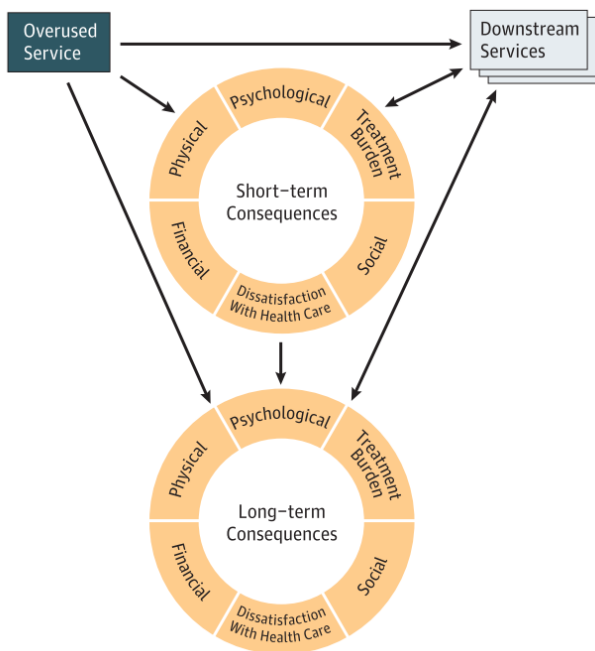 Overused
Service
Downstream
Services
Psychological
Physical
Treatment
Burden
Short-term
Consequences
Financial
Social
Dissatisfaction
With Health Care
Psychological
Physical
Treatment
Burden
Long-term
Consequences
Financial
Social
Dissatisfaction
With Health Care